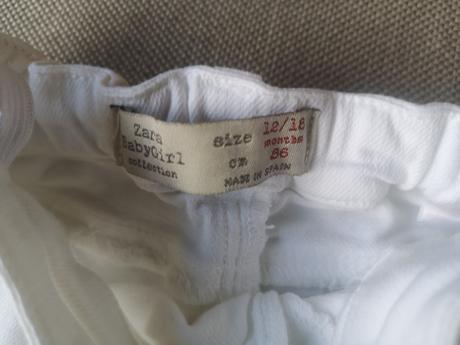 Zara
BabyGirl
collection
size 12/18
months
cm 86
MADE IN SPAIN